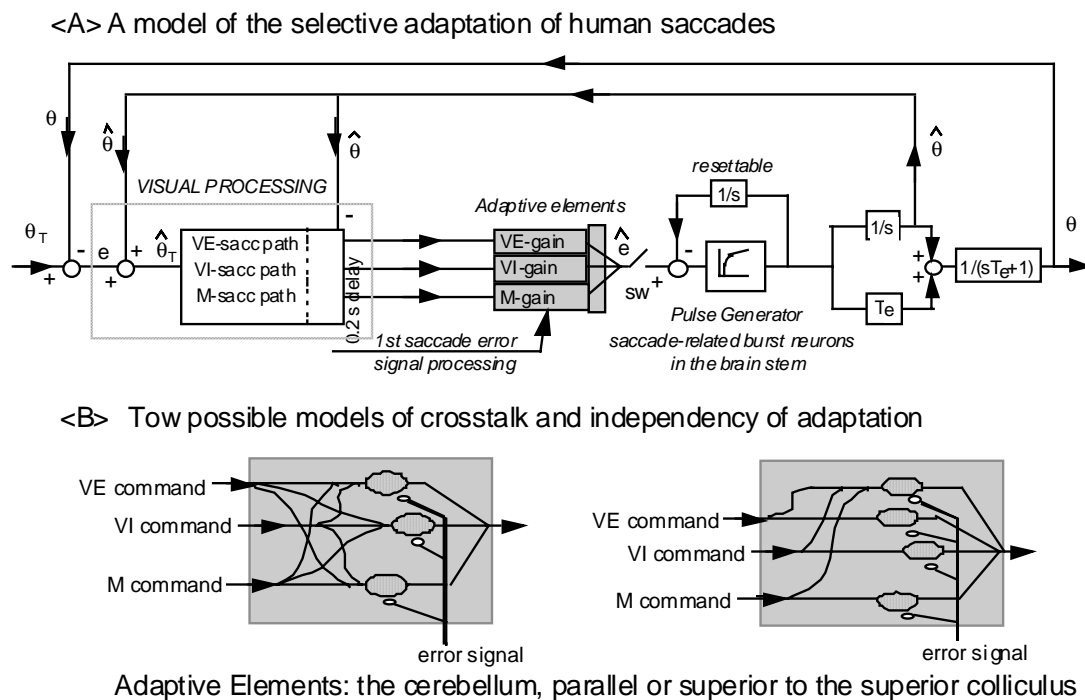 <A> A model of the selective adaptation of human saccades
θ
θ
θ̂
θ̂
θ̂
VISUAL PROCESSING
resettable
1/s
Adaptive elements
θ_T
-
+
e
+
+
θ̂_T
-
VE-sacc path
VI-sacc path
M-sacc path
0.2 s delay
VE-gain
VI-gain
M-gain
ê
sw
+
-
1/s
+
+
Te
1/(sTe+1)
θ
1st saccade error
signal processing
Pulse Generator
saccade-related burst neurons
in the brain stem
<B> Tow possible models of crosstalk and independency of adaptation
VE command
VI command
M command
error signal
VE command
VI command
M command
error signal
Adaptive Elements: the cerebellum, parallel or superior to the superior colliculus